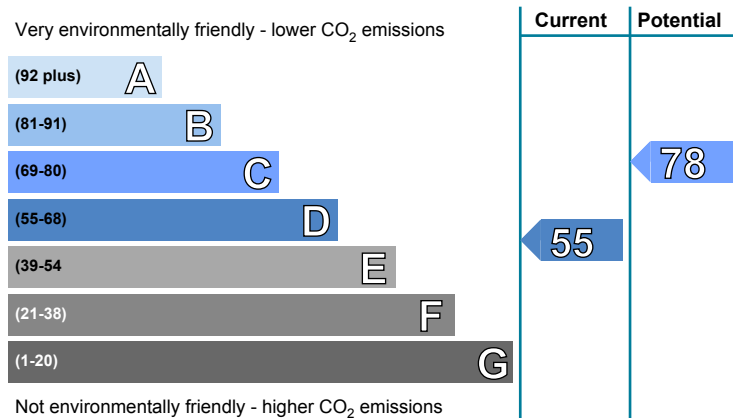 Very environmentally friendly - lower CO₂ emissions
Current
Potential
(92 plus) A
(81-91) B
(69-80) C
78
(55-68) D
55
(39-54 E
(21-38) F
(1-20) G
Not environmentally friendly - higher CO₂ emissions